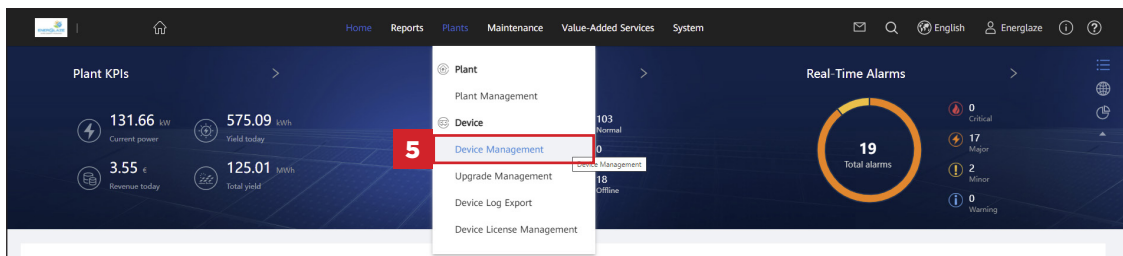 Home Reports Plants Maintenance Value-Added Services System English Energlaze
Plant KPIs
131.66 kW
Current power
575.09 kWh
Yield today
3.55 €
Revenue today
125.01 MWh
Total yield
Plant
Plant Management
Device
5
Device Management
Device Management
Upgrade Management
Device Log Export
Device License Management
103
Normal
0
18
Offline
Real-Time Alarms
19
Total alarms
0
Critical
17
Major
2
Minor
0
Warning